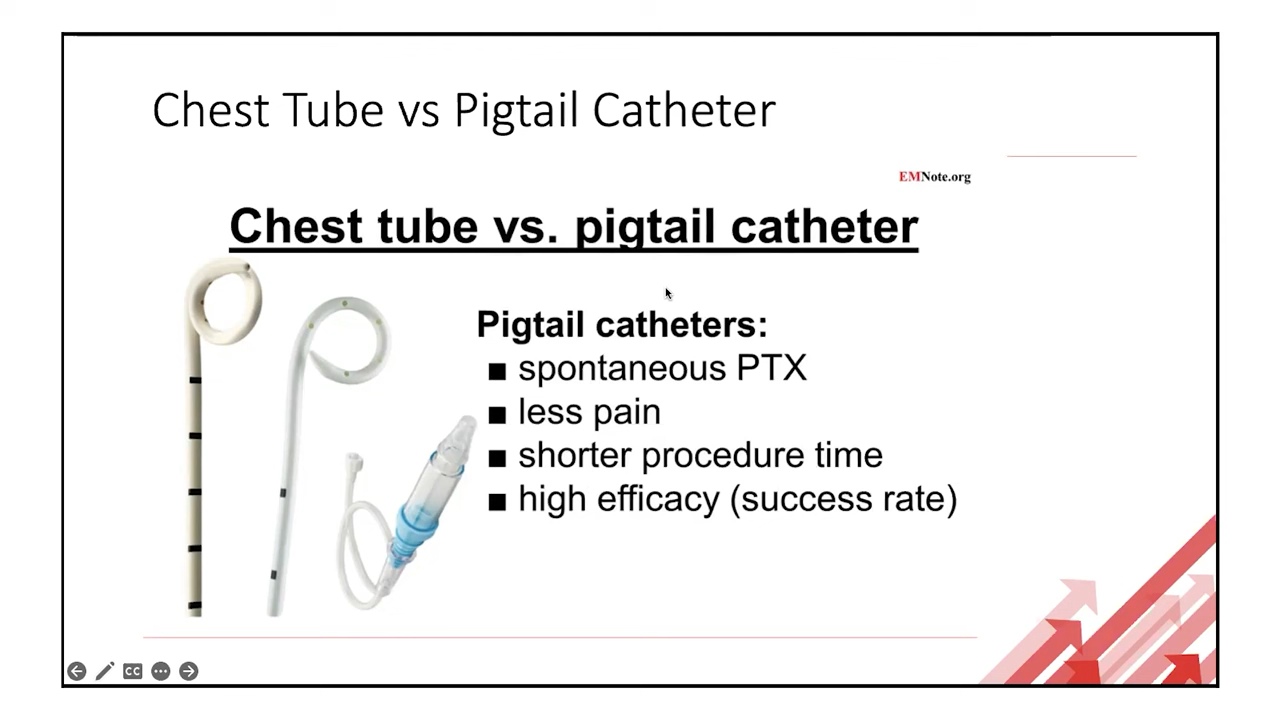 Chest Tube vs Pigtail Catheter
EMNote.org
Chest tube vs. pigtail catheter
Pigtail catheters:
■ spontaneous PTX
■ less pain
■ shorter procedure time
■ high efficacy (success rate)
CC